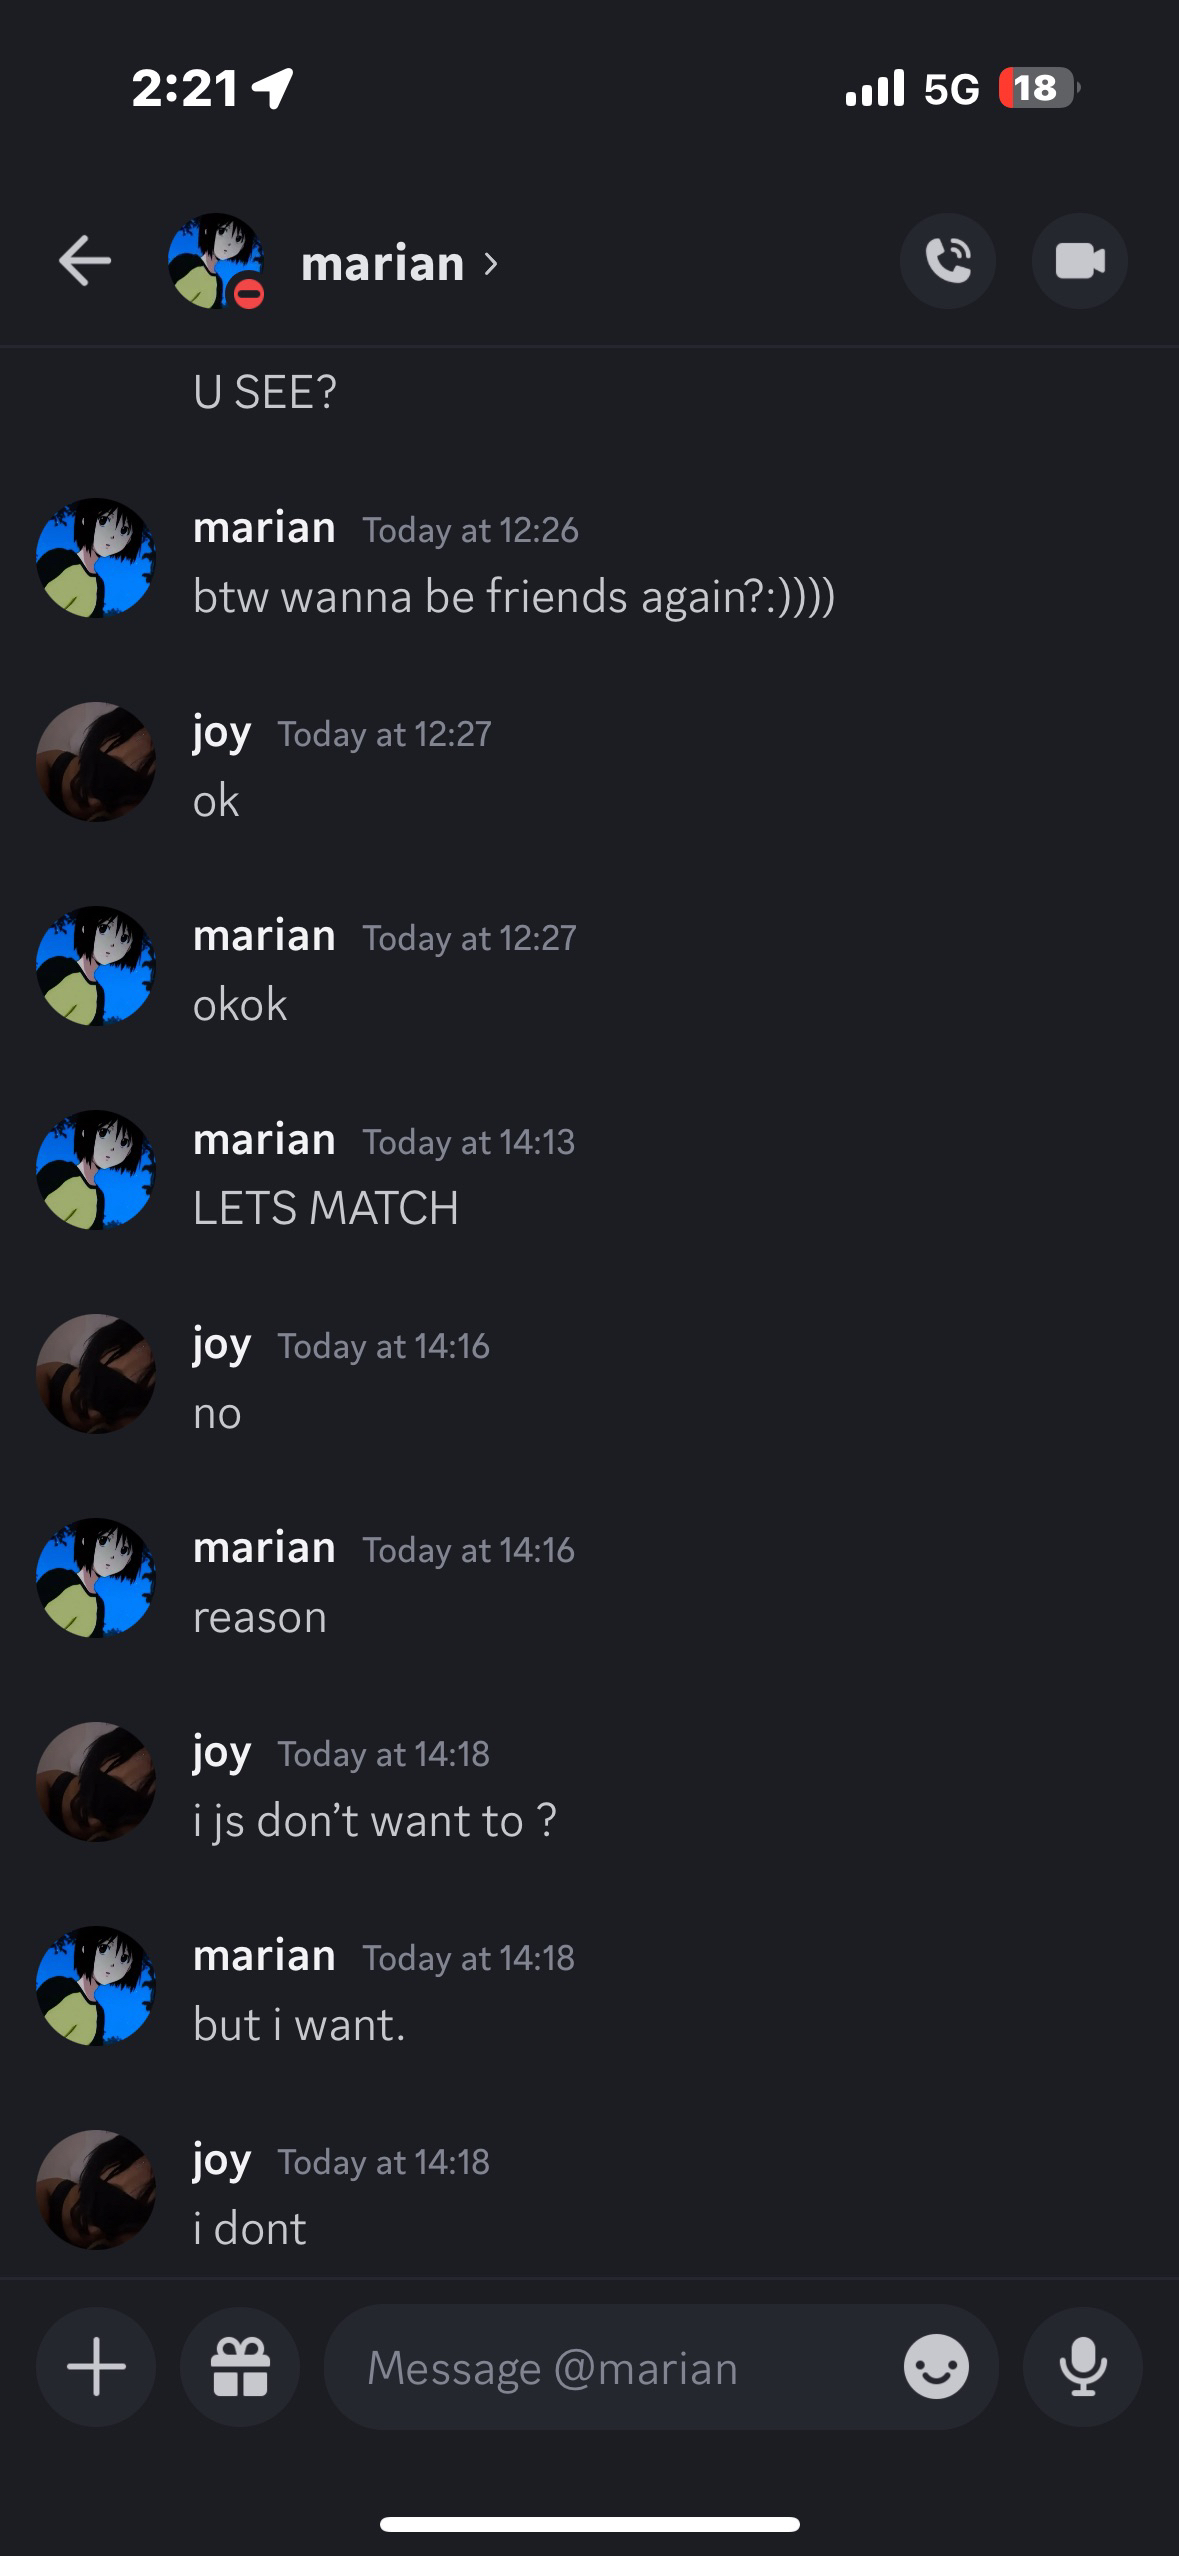 2:21 5G 18
marian
U SEE?
marian Today at 12:26
btw wanna be friends again?:))))
joy Today at 12:27
ok
marian Today at 12:27
okok
marian Today at 14:13
LETS MATCH
joy Today at 14:16
no
marian Today at 14:16
reason
joy Today at 14:18
i js don’t want to ?
marian Today at 14:18
but i want.
joy Today at 14:18
i dont
Message @marian